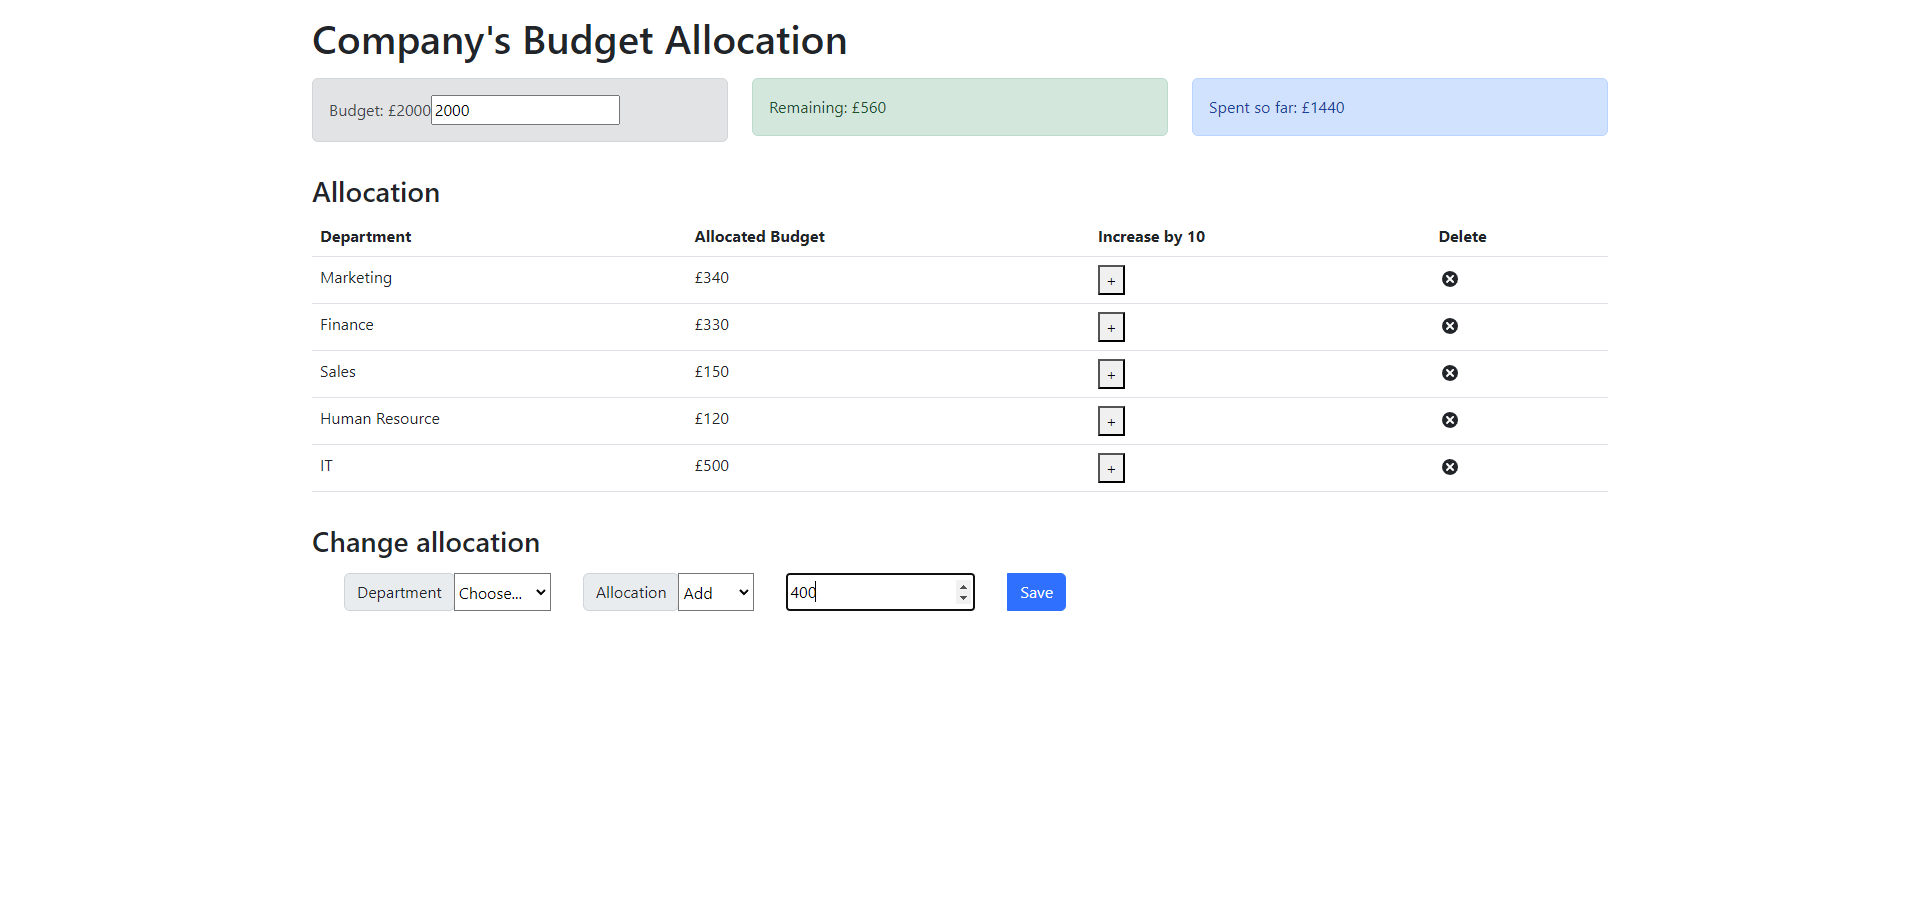 Company's Budget Allocation
Budget: £2000 2000 Remaining: £560 Spent so far: £1440
Allocation
Department Allocated Budget Increase by 10 Delete
Marketing £340 +
Finance £330 +
Sales £150 +
Human Resource £120 +
IT £500 +
Change allocation
Department Choose... Allocation Add 400 Save